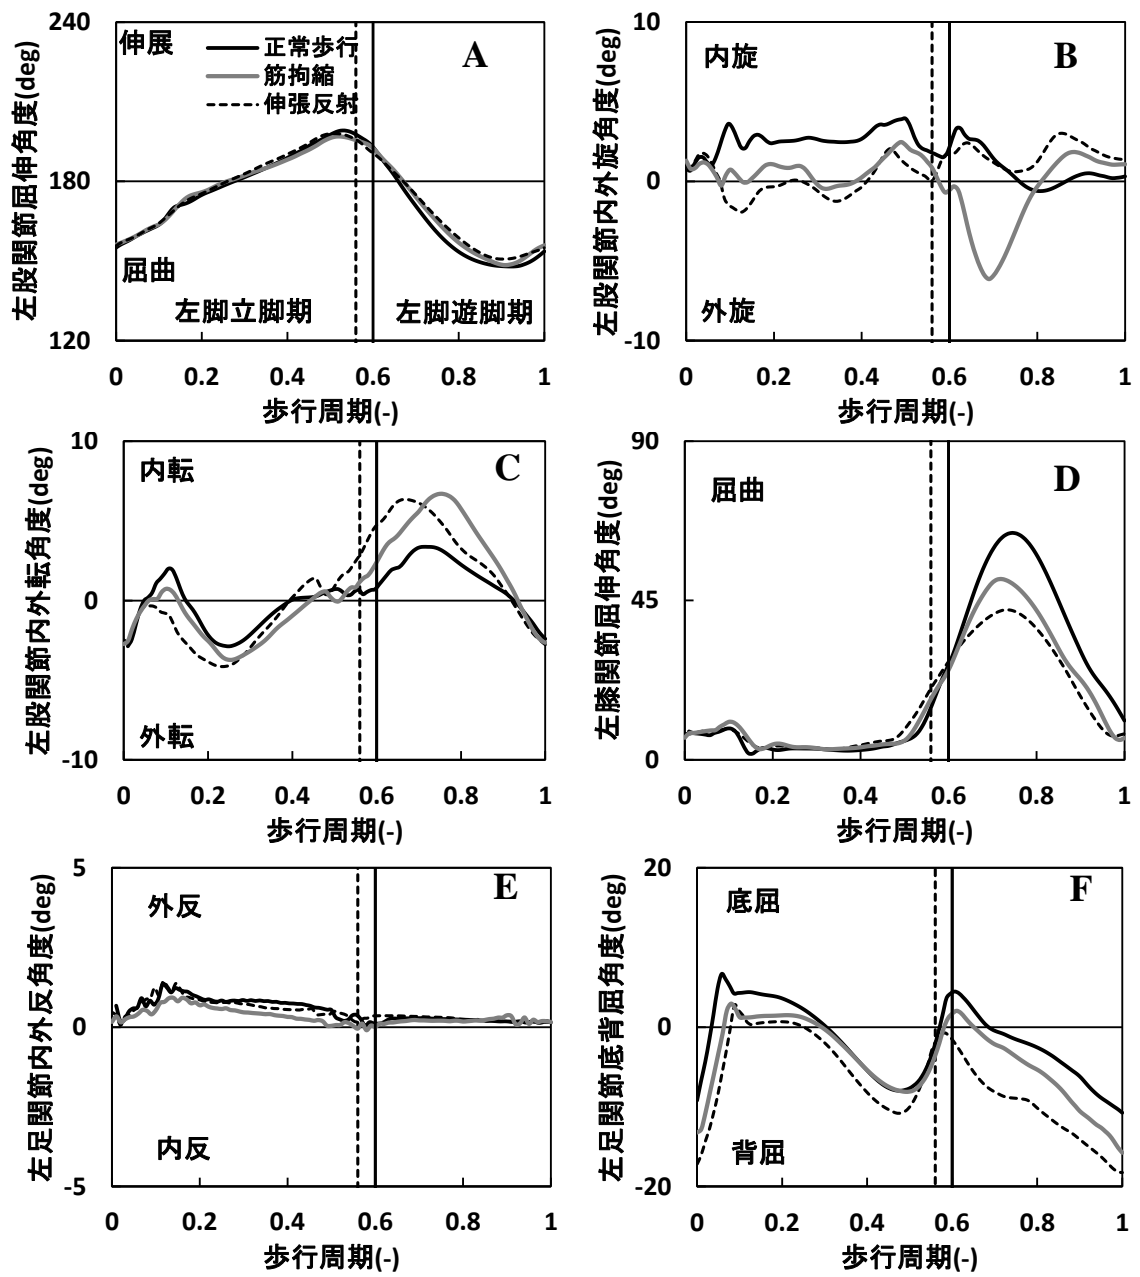 240
180
120
左股関節屈伸角度(deg)
伸展
正常歩行
筋拘縮
伸張反射
A
屈曲
左脚立脚期
左脚遊脚期
0 0.2 0.4 0.6 0.8 1
歩行周期(-)
10
0
-10
左股関節内外旋角度(deg)
内旋
B
外旋
0 0.2 0.4 0.6 0.8 1
歩行周期(-)
10
0
-10
左股関節内外転角度(deg)
内転
C
外転
0 0.2 0.4 0.6 0.8 1
歩行周期(-)
90
45
0
左膝関節屈伸角度(deg)
屈曲
D
0 0.2 0.4 0.6 0.8 1
歩行周期(-)
5
0
-5
左足関節内外反角度(deg)
外反
E
内反
0 0.2 0.4 0.6 0.8 1
歩行周期(-)
20
0
-20
左足関節底背屈角度(deg)
底屈
F
背屈
0 0.2 0.4 0.6 0.8 1
歩行周期(-)